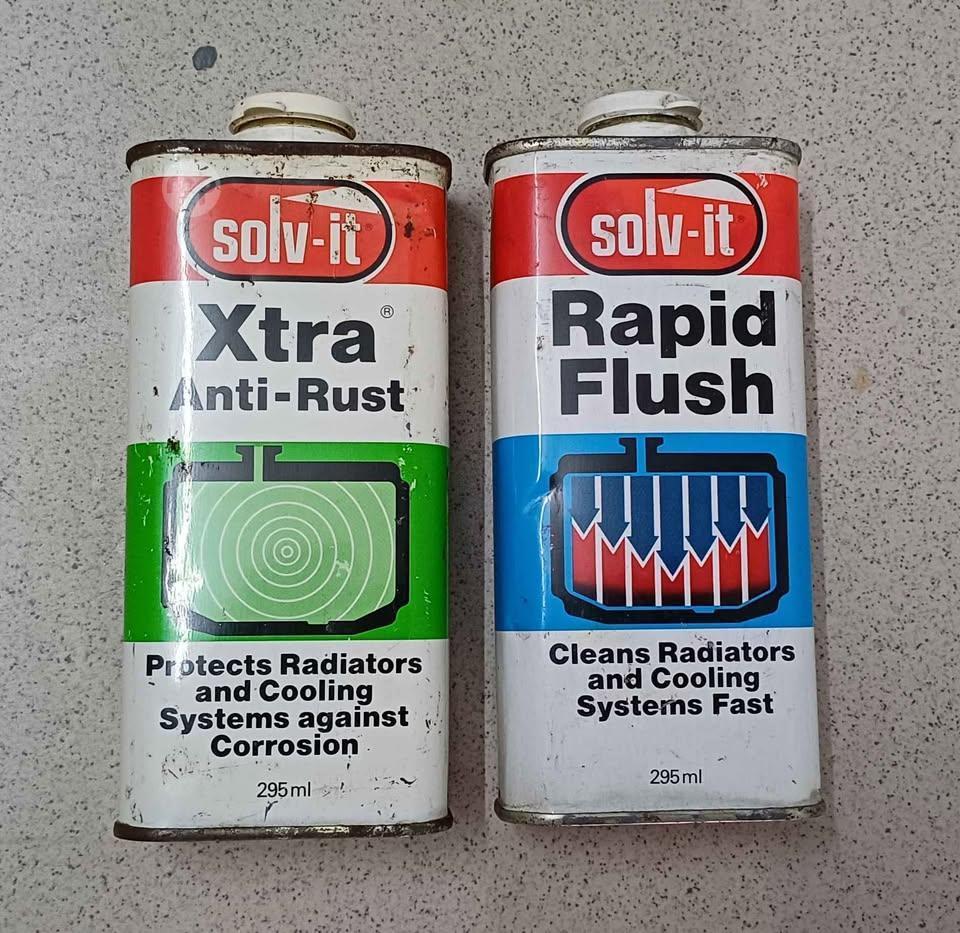 solv-it®
Xtra®
Anti-Rust
Protects Radiators
and Cooling
Systems against
Corrosion
295ml
solv-it®
Rapid
Flush
Cleans Radiators
and Cooling
Systems Fast
295ml